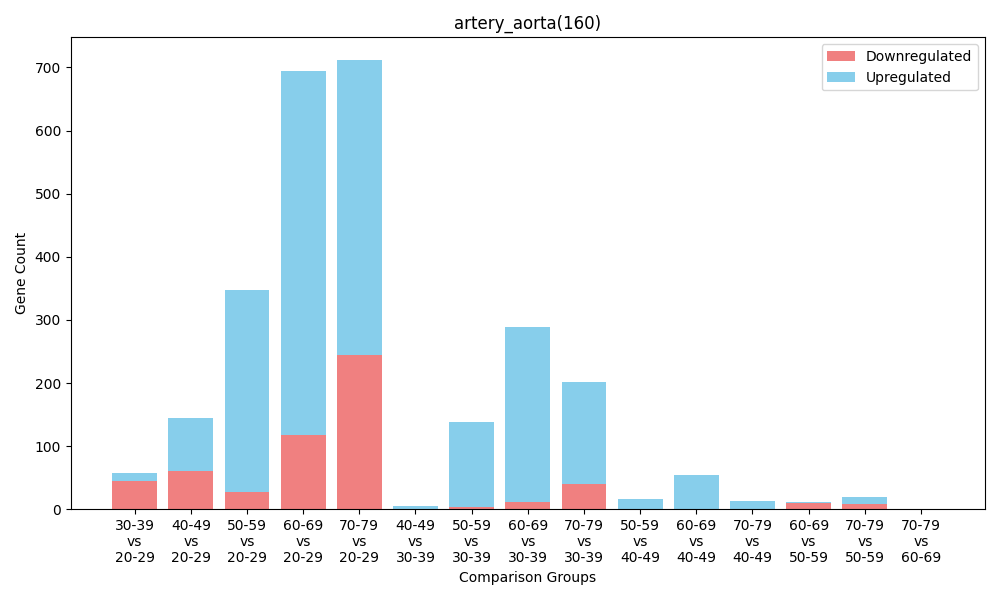 artery_aorta(160)
Downregulated
Upregulated
Gene Count
700
600
500
400
300
200
100
0
30-39 40-49 50-59 60-69 70-79 40-49 50-59 60-69 70-79 50-59 60-69 70-79 60-69 70-79 70-79
vs vs vs vs vs vs vs vs vs vs vs vs vs vs vs
20-29 20-29 20-29 20-29 20-29 30-39 30-39 30-39 30-39 40-49 40-49 40-49 50-59 50-59 60-69
Comparison Groups